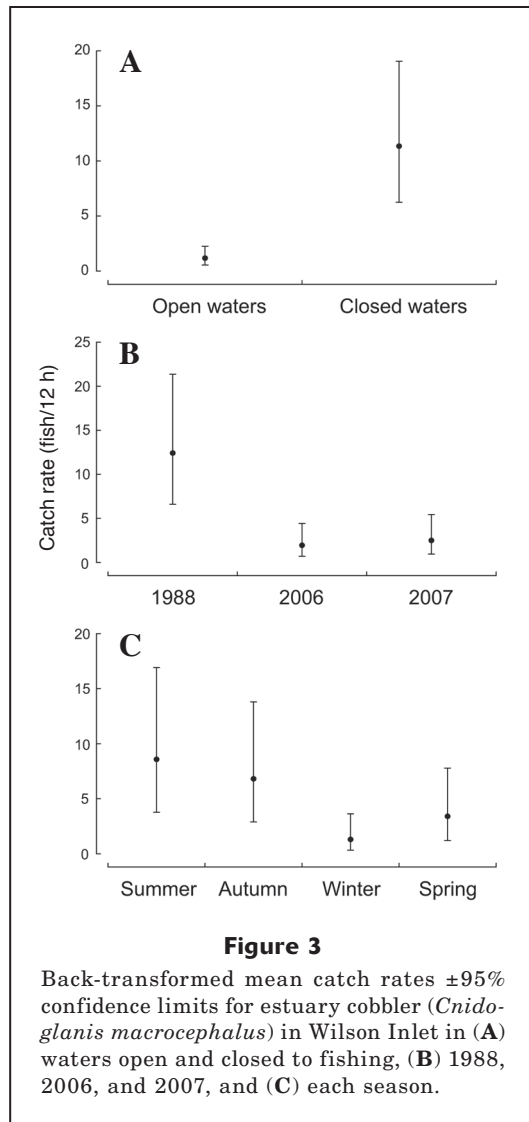 A
20
15
10
5
0
Open waters Closed waters
B
25
20
15
10
5
0
1988 2006 2007
Catch rate (fish/12 h)
C
20
15
10
5
0
Summer Autumn Winter Spring
Figure 3
Back-transformed mean catch rates ±95%
confidence limits for estuary cobbler (Cnido-
glanis macrocephalus) in Wilson Inlet in (A)
waters open and closed to fishing, (B) 1988,
2006, and 2007, and (C) each season.